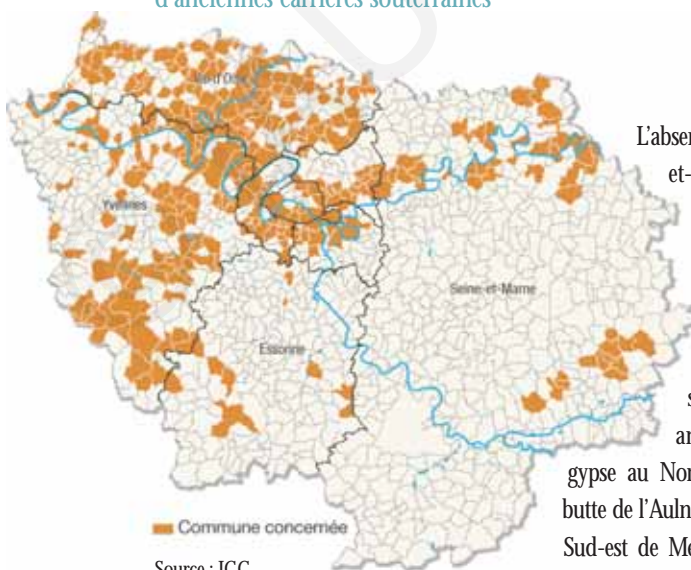 d'anciennes carrières souterraines
Val-d'Oise
Yvelines
Essonne
Seine-et-Marne
Commune concernée
Source : IGC
L'absen
et-
s
ar
gypse au Nor
butte de l'Auln
Sud-est de Me